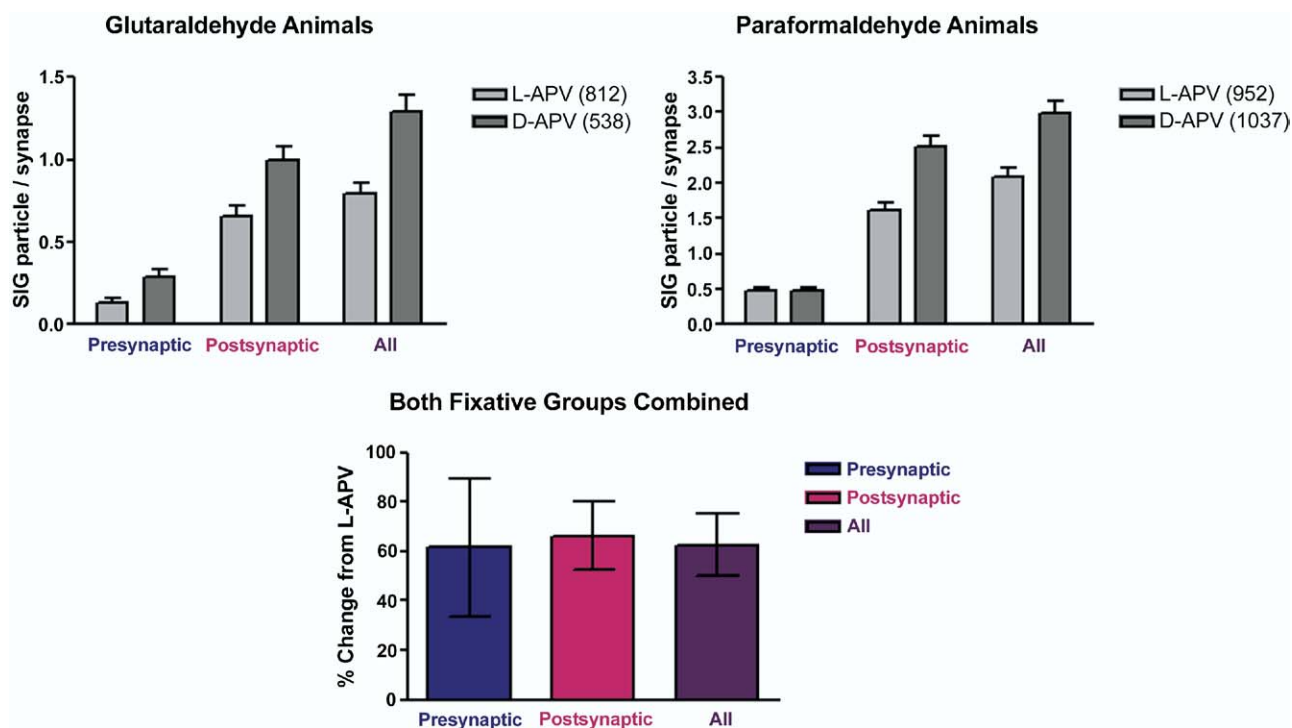 Glutaraldehyde Animals
SIG particle / synapse
1.5
1.0
0.5
0.0
L-APV (812)
D-APV (538)
Presynaptic
Postsynaptic
All
Paraformaldehyde Animals
SIG particle / synapse
3.5
3.0
2.5
2.0
1.5
1.0
0.5
0.0
L-APV (952)
D-APV (1037)
Presynaptic
Postsynaptic
All
Both Fixative Groups Combined
% Change from L-APV
100
80
60
40
20
0
Presynaptic
Postsynaptic
All
Presynaptic
Postsynaptic
All